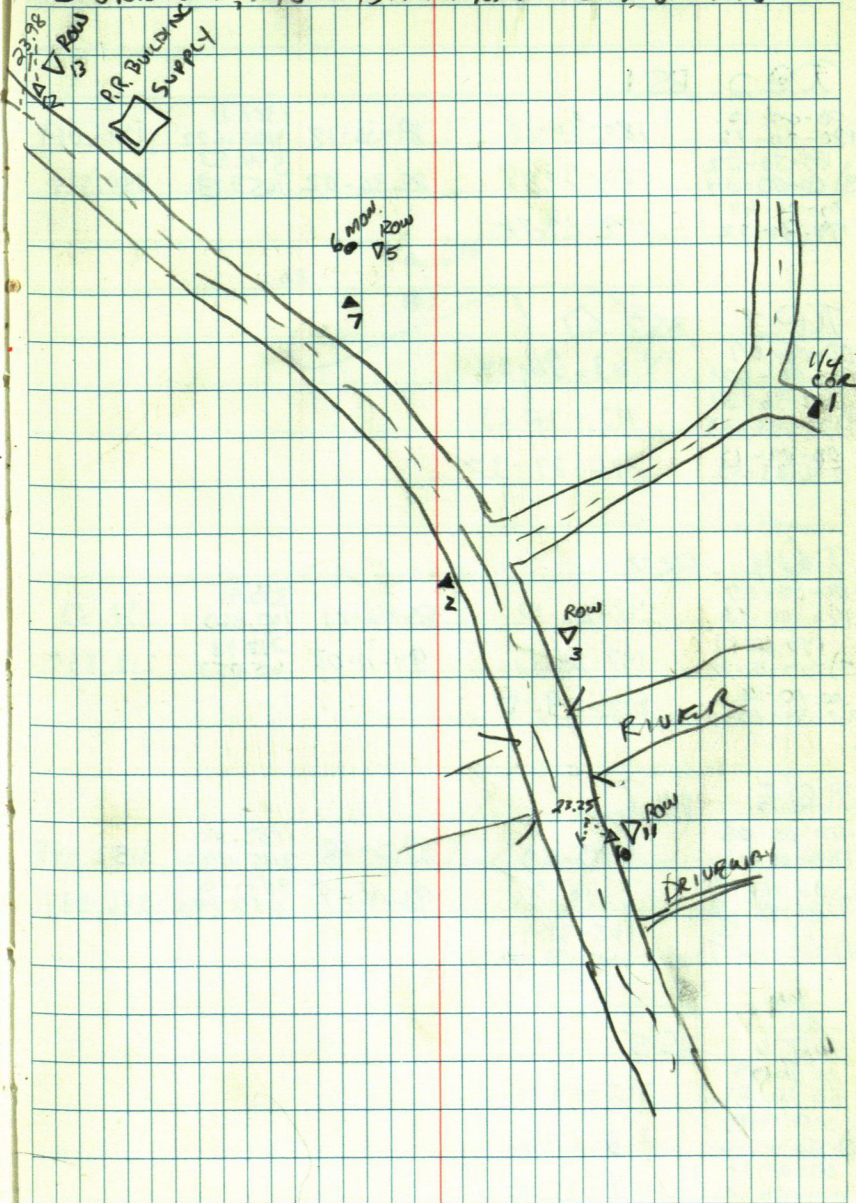 23.98
ROW
13
P.R. BUILDING
SUPPLY
MON.
6
ROW
5
7
1/4
COR
1
2
ROW
3
RIVER
23.25
ROW
11
DRIVEWAY